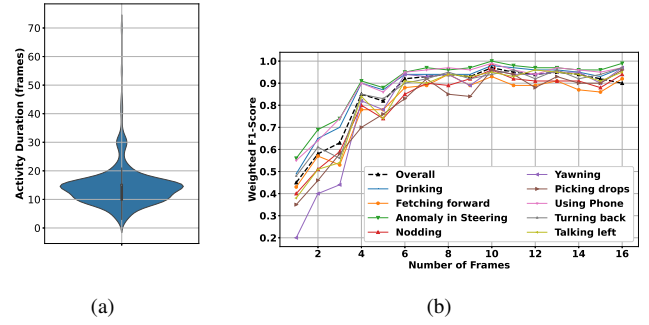 Activity Duration (frames)
70
60
50
40
30
20
10
0
(a)
Weighted F1-Score
1.0
0.9
0.8
0.7
0.6
0.5
0.4
0.3
0.2
2 4 6 8 10 12 14 16
Number of Frames
Overall
Drinking
Fetching forward
Anomaly in Steering
Nodding
Yawning
Picking drops
Using Phone
Turning back
Talking left
(b)